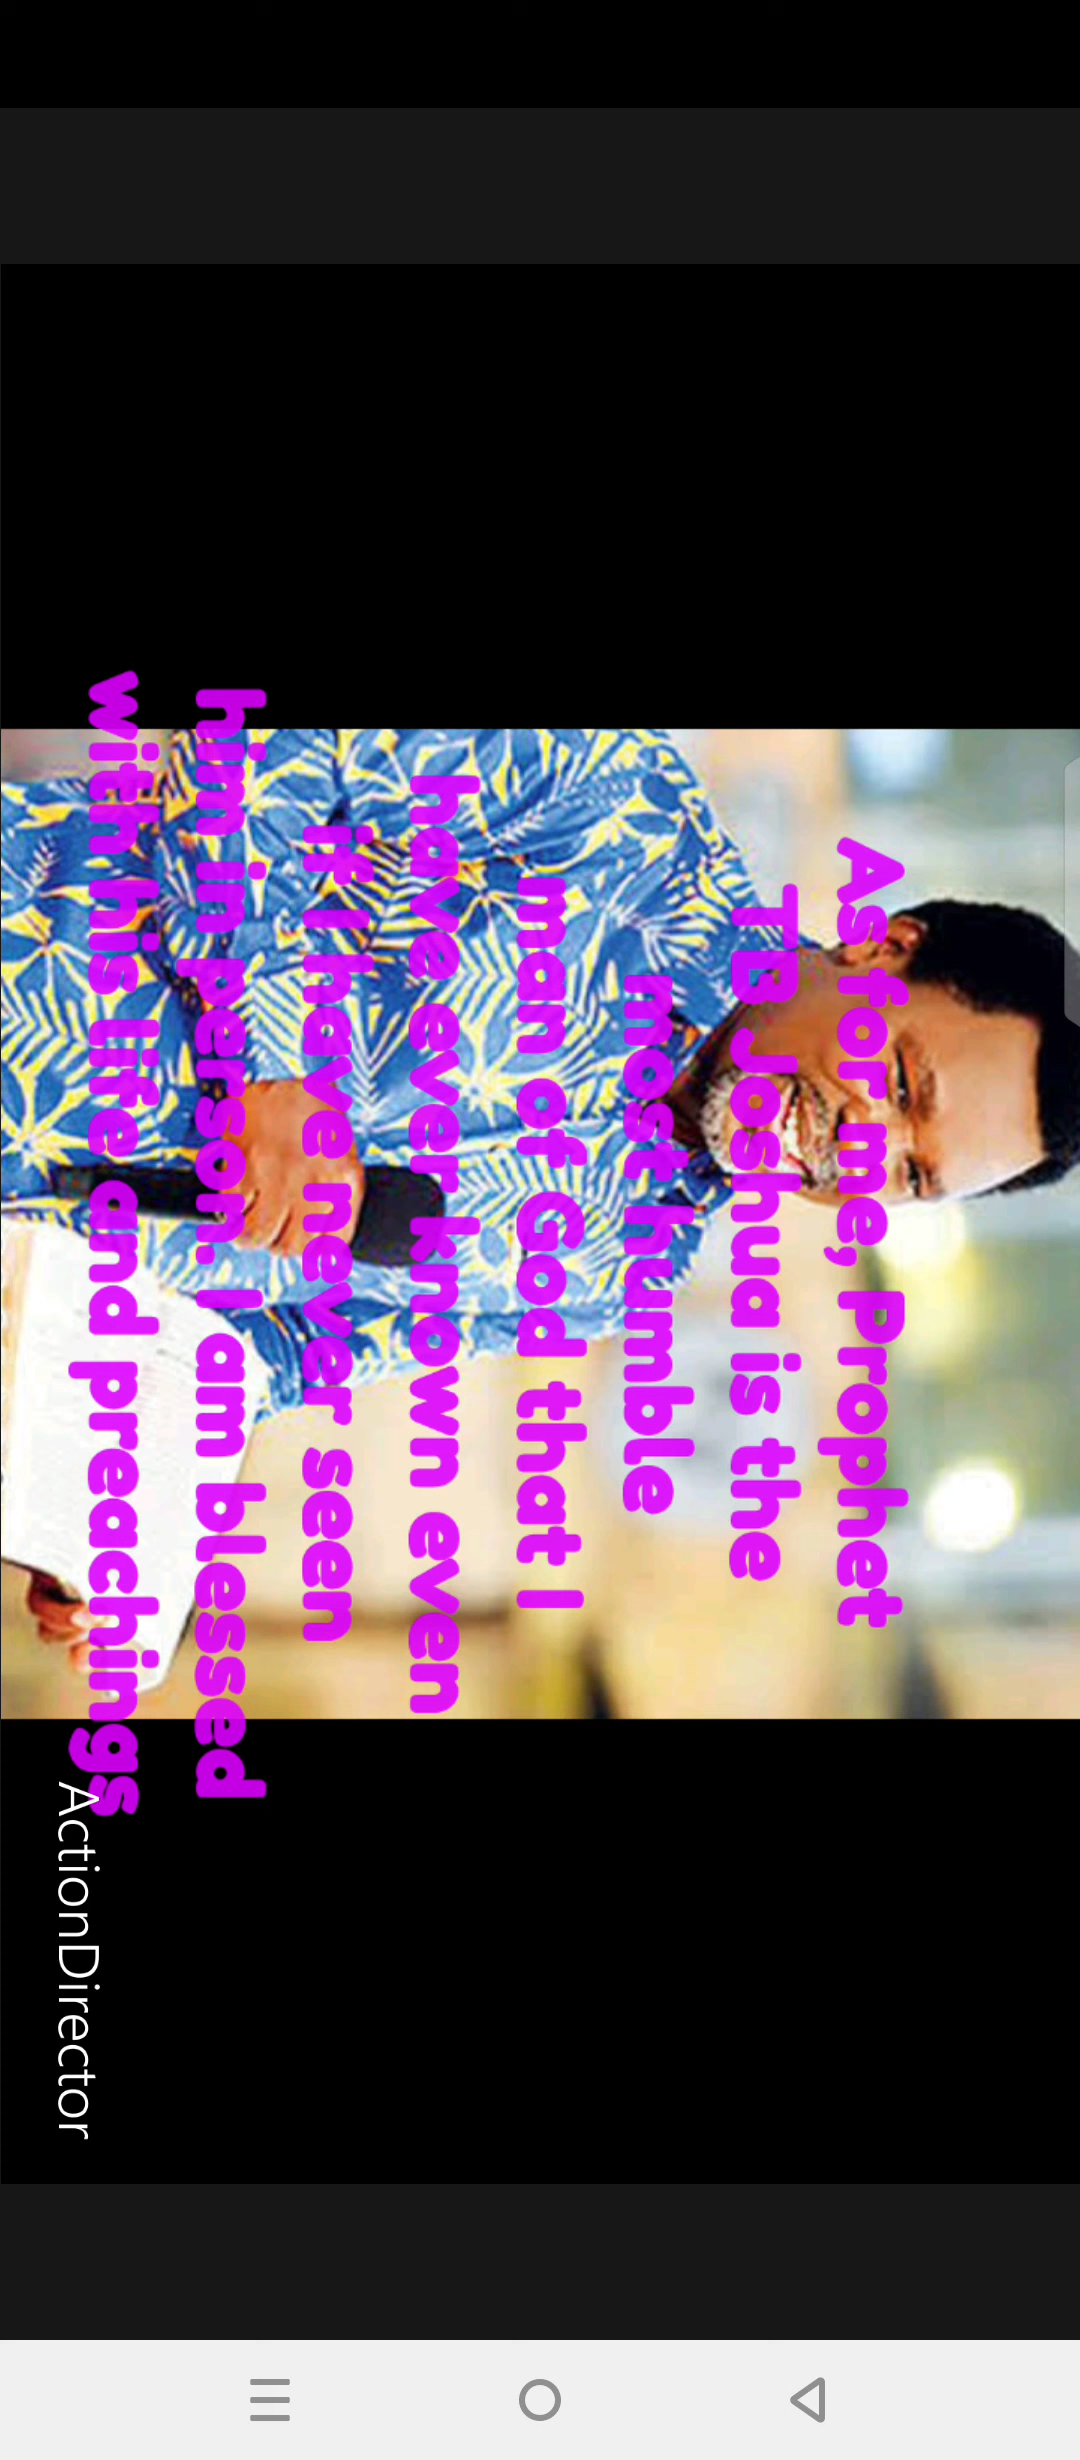 As for me, Prophet
TB Joshua is the
most humble
man of God that I
have ever known even
if I have never seen
him in person. I am blessed
with his life and preachings
ActionDirector